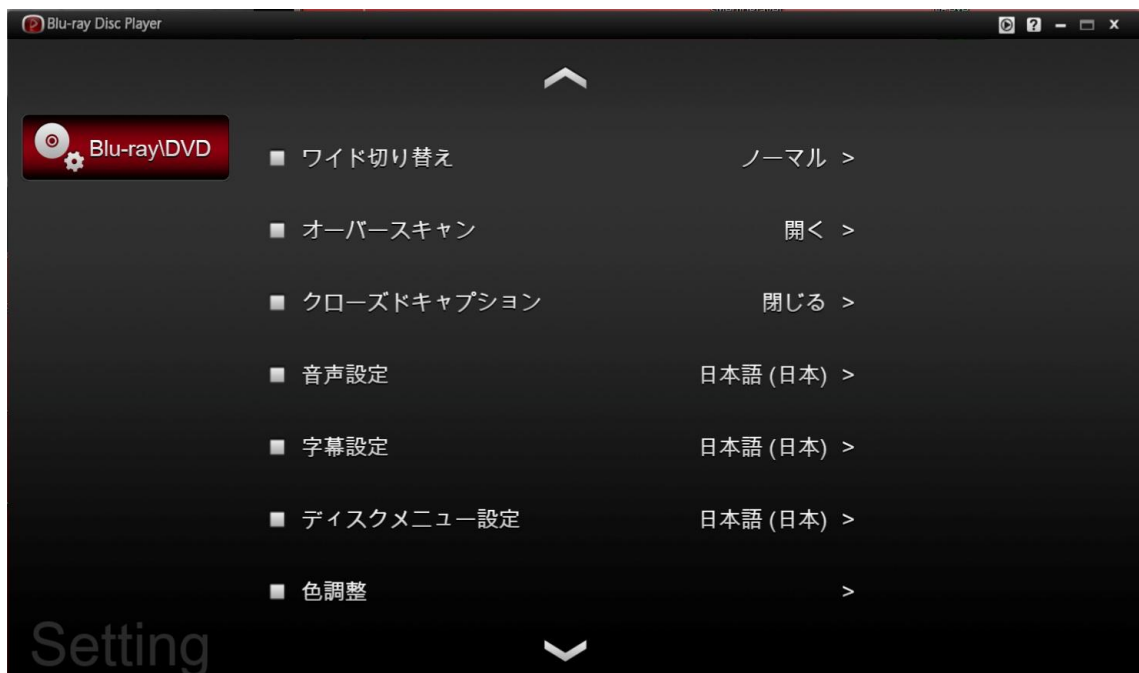 Blu-ray Disc Player
Blu-ray\DVD
ワイド切り替え ノーマル >
オーバースキャン 開く >
クローズドキャプション 閉じる >
音声設定 日本語 (日本) >
字幕設定 日本語 (日本) >
ディスクメニュー設定 日本語 (日本) >
色調整 >
Setting